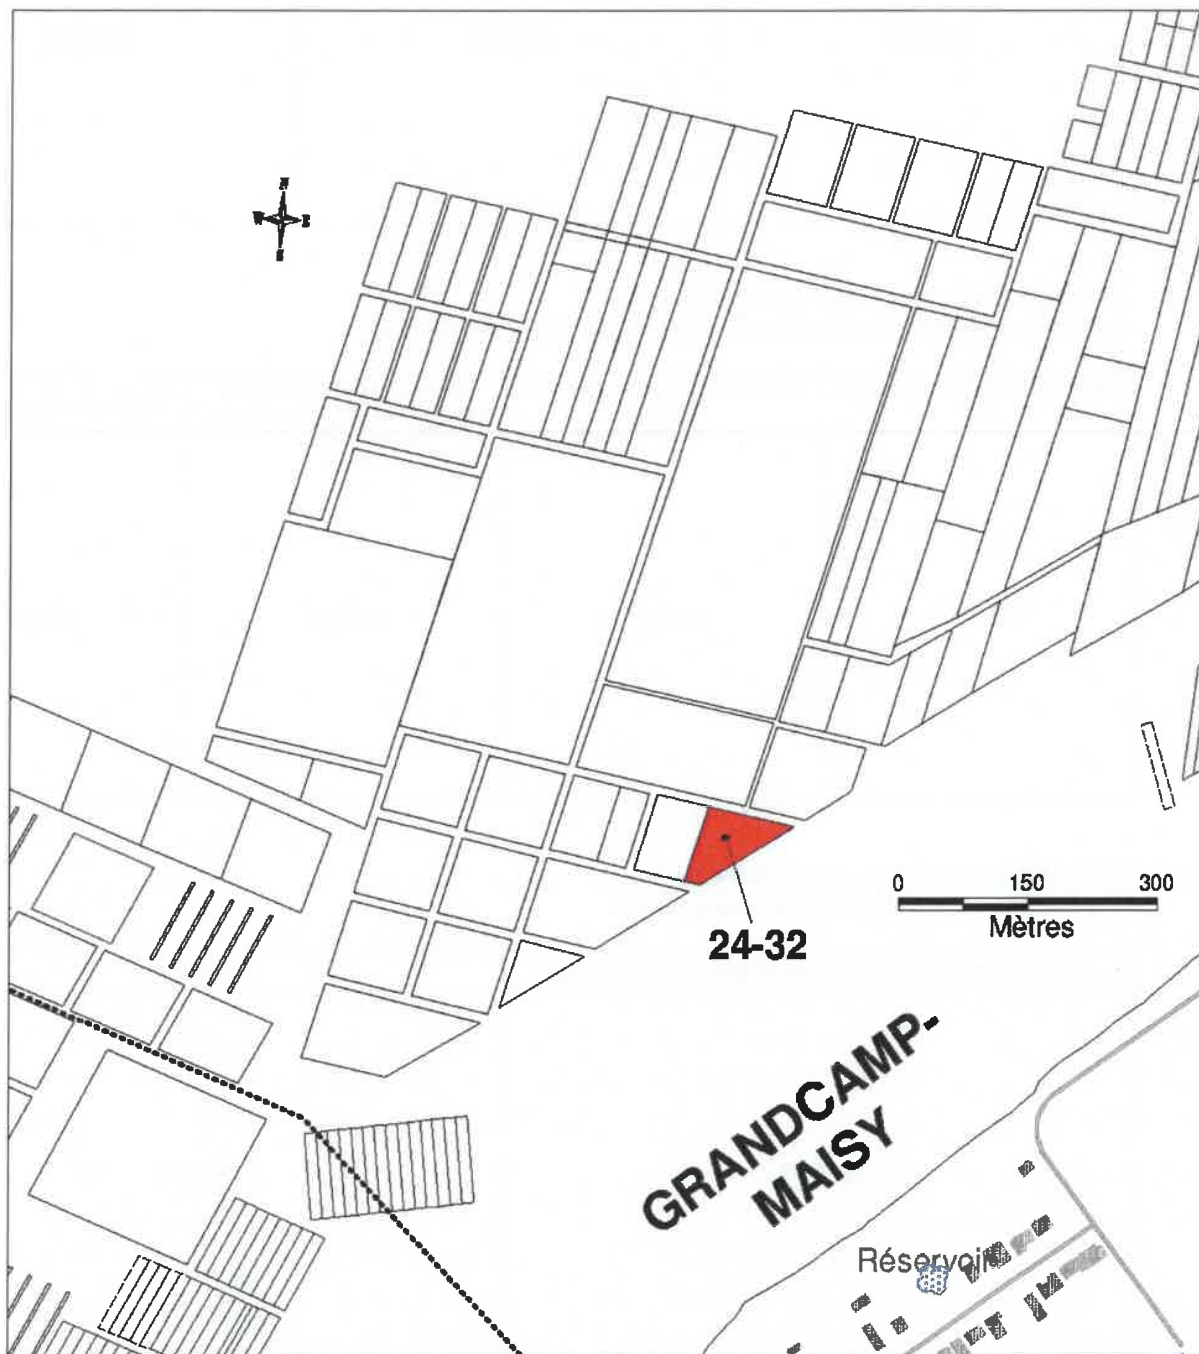 N
W E
S
0 150 300
Mètres
24-32
GRANDCAMP-
MAISY
Réservoir